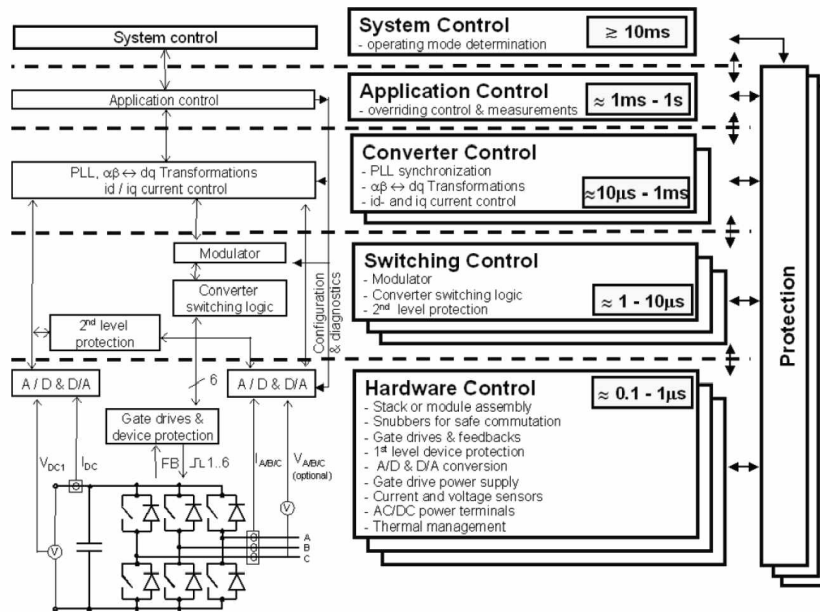 System control
Application control
PLL, αβ ↔ dq Transformations
id / iq current control
Modulator
Converter
switching logic
2nd level
protection
Configuration
& diagnostics
A / D & D/A
6
A / D & D/A
Gate drives &
device protection
VDC1
IDC
FB
1..6
IA/B/C
VA/B/C
(optional)
V
V
A
B
C
System Control
- operating mode determination
≥ 10ms
Application Control
- overriding control & measurements
≈ 1ms - 1s
Converter Control
- PLL synchronization
- αβ ↔ dq Transformations
- id- and iq current control
≈10μs - 1ms
Switching Control
- Modulator
- Converter switching logic
- 2nd level protection
≈ 1 - 10μs
Hardware Control
- Stack or module assembly
- Snubbers for safe commutation
- Gate drives & feedbacks
- 1st level device protection
- A/D & D/A conversion
- Gate drive power supply
- Current and voltage sensors
- AC/DC power terminals
- Thermal management
≈ 0.1 - 1μs
Protection